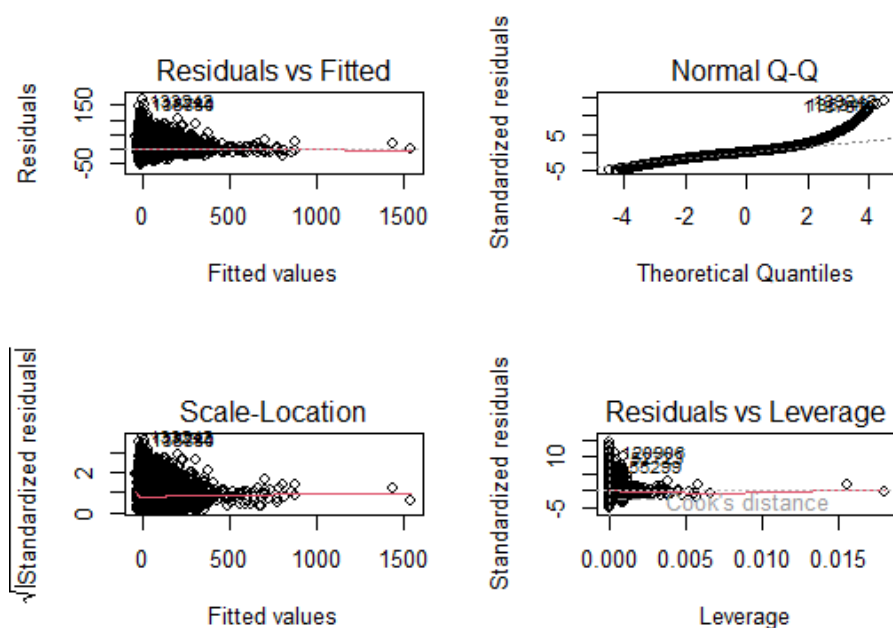 Residuals vs Fitted
Residuals
150
-50
0
500
1000
1500
Fitted values
Normal Q-Q
Standardized residuals
5
-5
-4
-2
0
2
4
Theoretical Quantiles
Scale-Location
√|Standardized residuals|
2
0
0
500
1000
1500
Fitted values
Residuals vs Leverage
Standardized residuals
10
-5
Cook's distance
0.000
0.005
0.010
0.015
Leverage